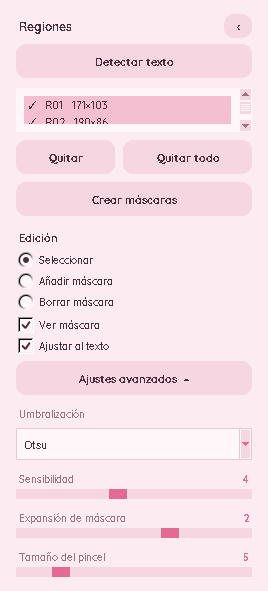 Regiones ‹
Detectar texto
✓ R01 171×103
✓ R02 190×86
Quitar Quitar todo
Crear máscaras
Edición
Seleccionar
Añadir máscara
Borrar máscara
Ver máscara
Ajustar al texto
Ajustes avanzados
Umbralización
Otsu
Sensibilidad 4
Expansión de máscara 2
Tamaño del pincel 5